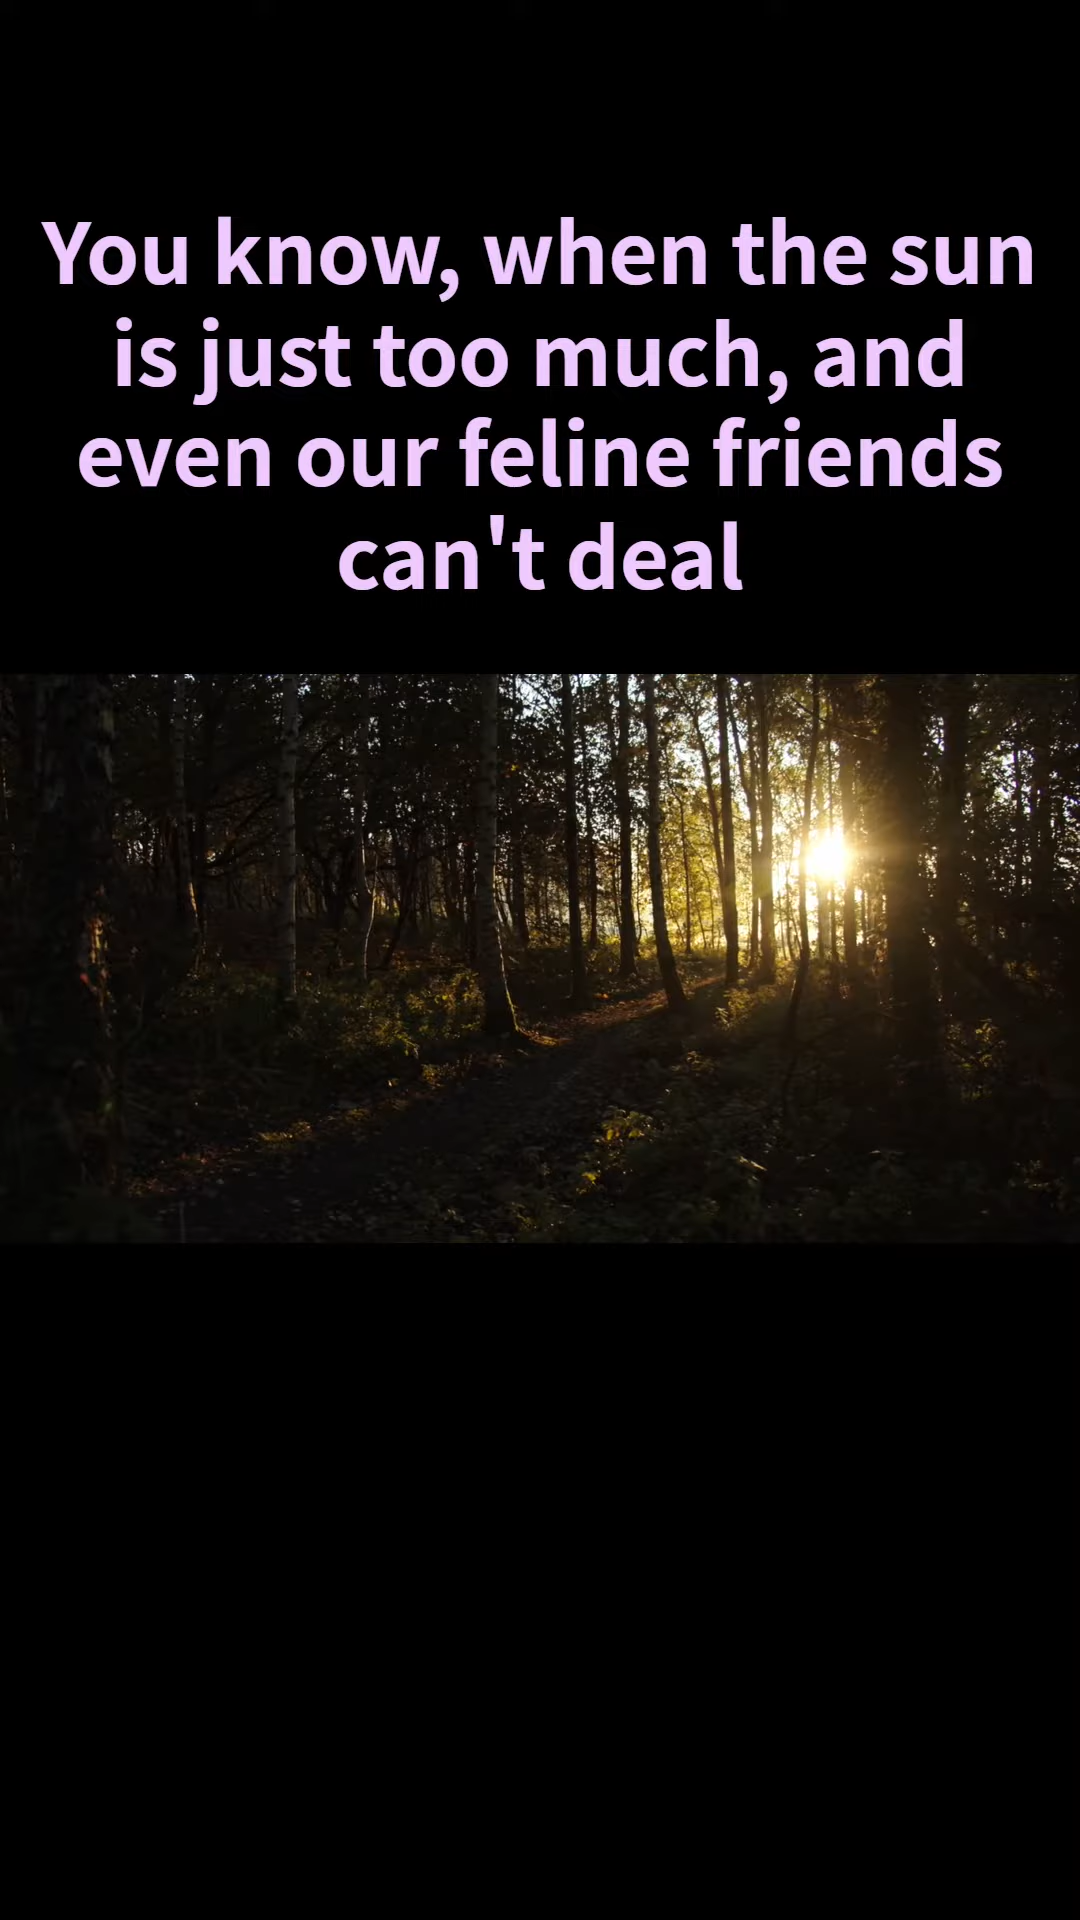 You know, when the sun
is just too much, and
even our feline friends
can't deal